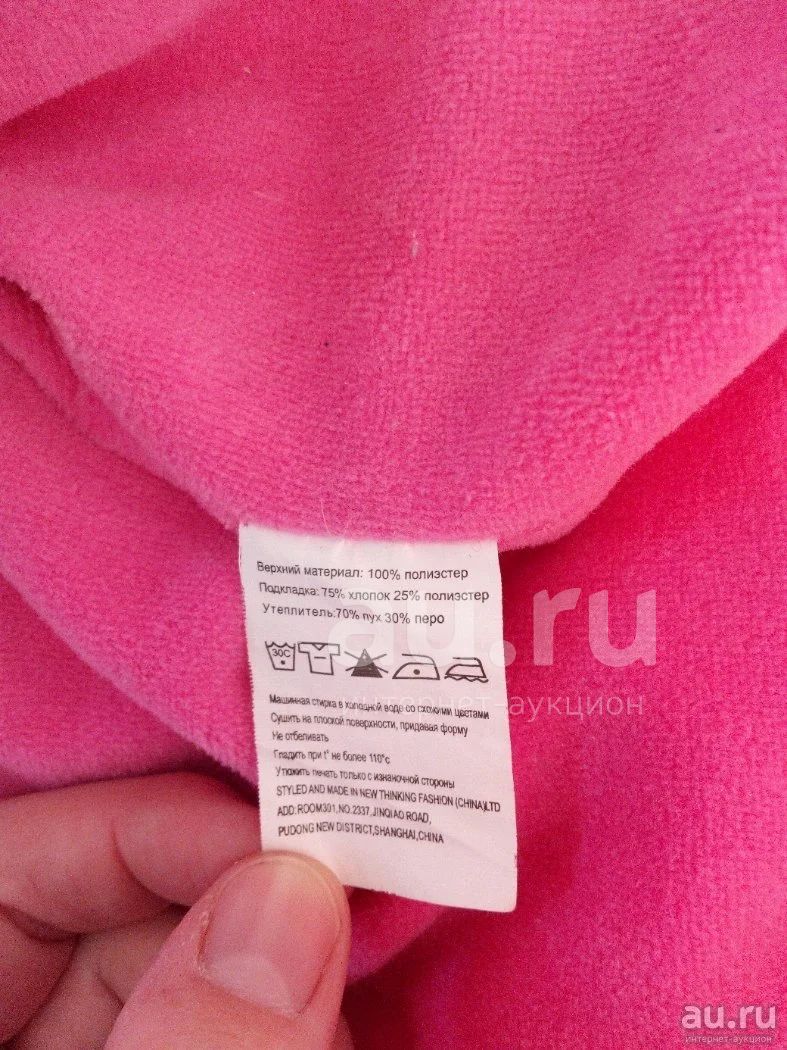 Верхний материал: 100% полиэстер
Подкладка: 75% хлопок 25% полиэстер
Утеплитель:70% пух 30% перо
30C
au.ru
интернет-аукцион
Машинная стирка в холодной воде со схожими цветами
Сушить на плоской поверхности, придавая форму
Не отбеливать
Гладить при t° не более 110°c
Утюжить печать только с изнаночной стороны
STYLED AND MADE IN NEW THINKING FASHION (CHINA)LTD
ADD:ROOM301,NO.2337,JINQIAO ROAD,
PUDONG NEW DISTRICT,SHANGHAI,CHINA
au.ru
интернет-аукцион